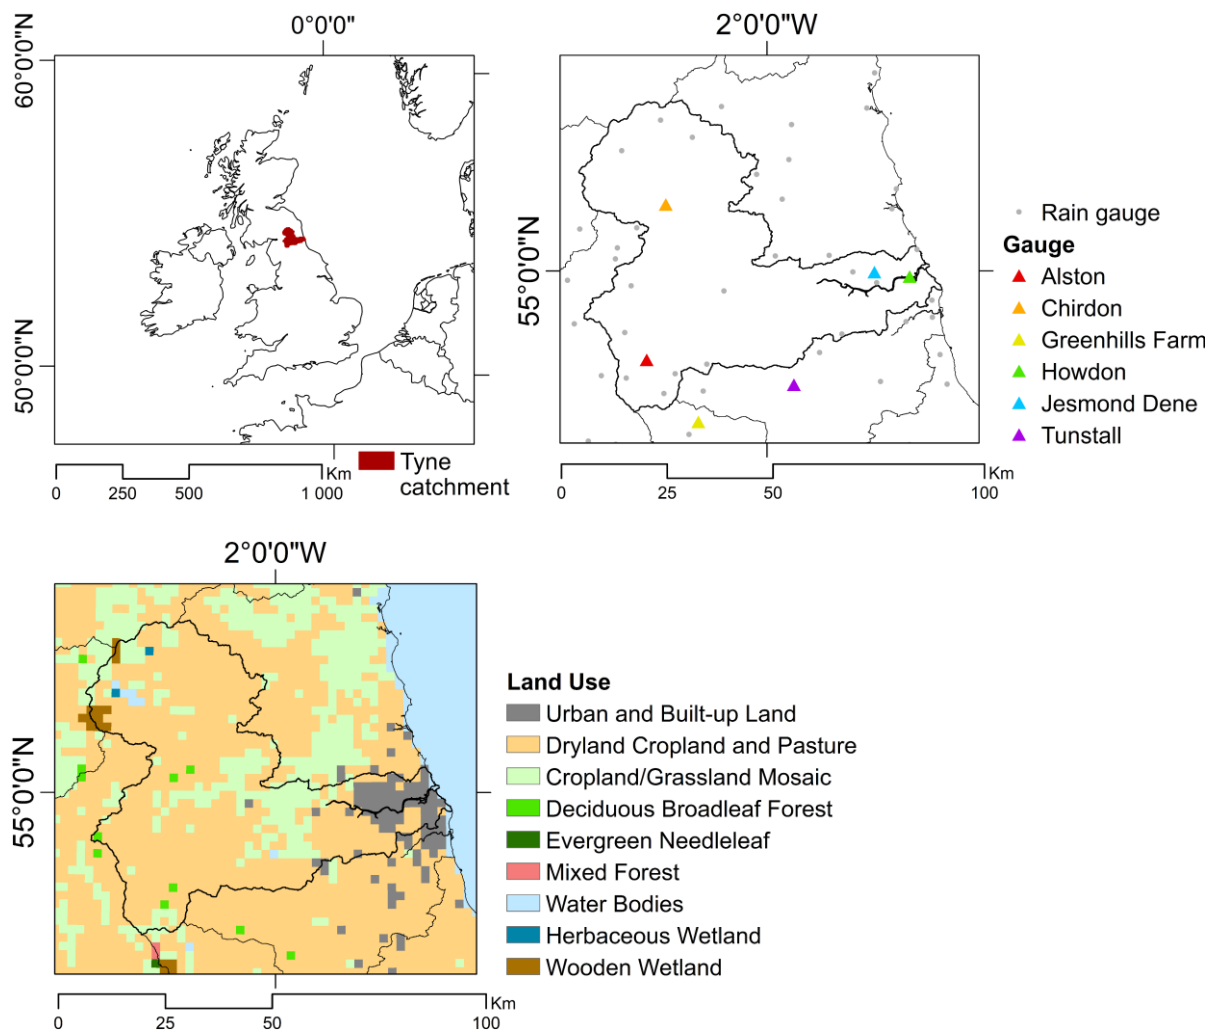 0°0'0"
60°0'0"N
50°0'0"N
0 250 500 1 000 Km
Tyne
catchment
2°0'0"W
55°0'0"N
0 25 50 100 Km
Rain gauge
Gauge
Alston
Chirdon
Greenhills Farm
Howdon
Jesmond Dene
Tunstall
2°0'0"W
55°0'0"N
0 25 50 100 Km
Land Use
Urban and Built-up Land
Dryland Cropland and Pasture
Cropland/Grassland Mosaic
Deciduous Broadleaf Forest
Evergreen Needleleaf
Mixed Forest
Water Bodies
Herbaceous Wetland
Wooden Wetland